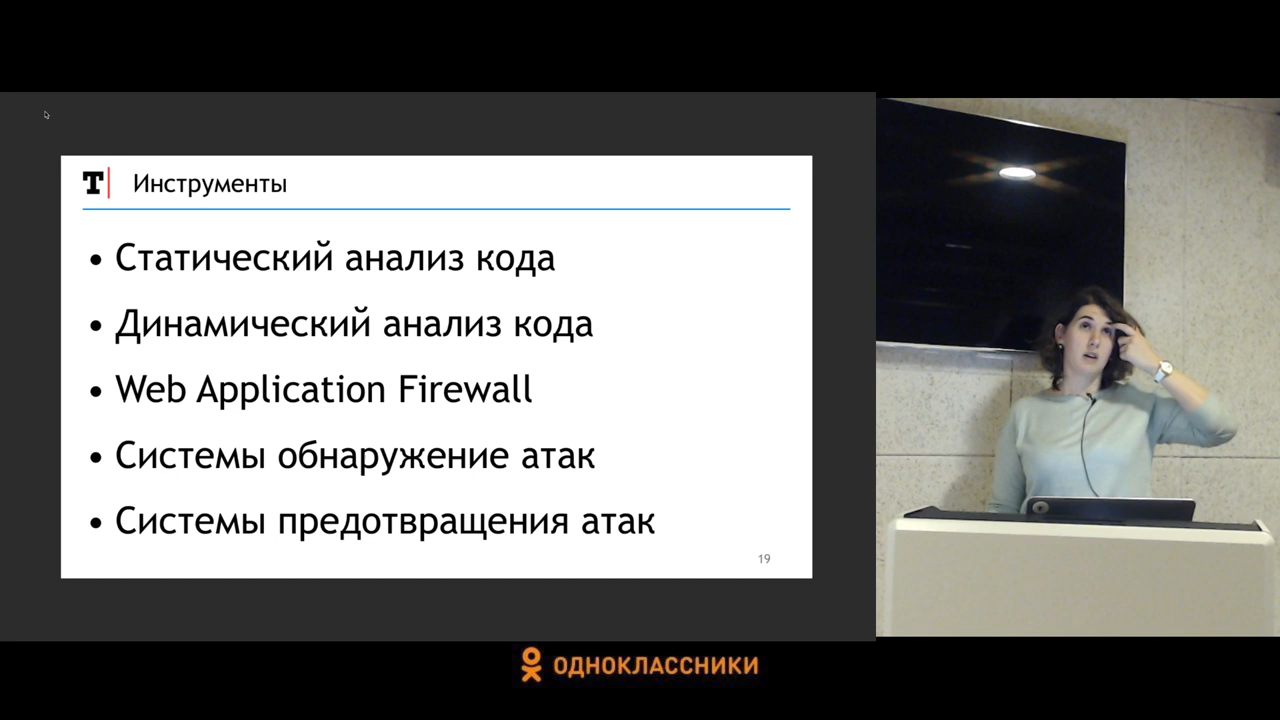 T
Инструменты
• Статический анализ кода
• Динамический анализ кода
• Web Application Firewall
• Системы обнаружение атак
• Системы предотвращения атак
19
ОДНОКЛАССНИКИ